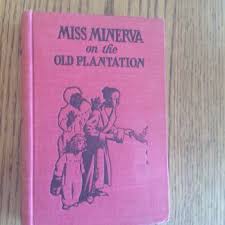 MISS MINERVA
on the
OLD PLANTATION